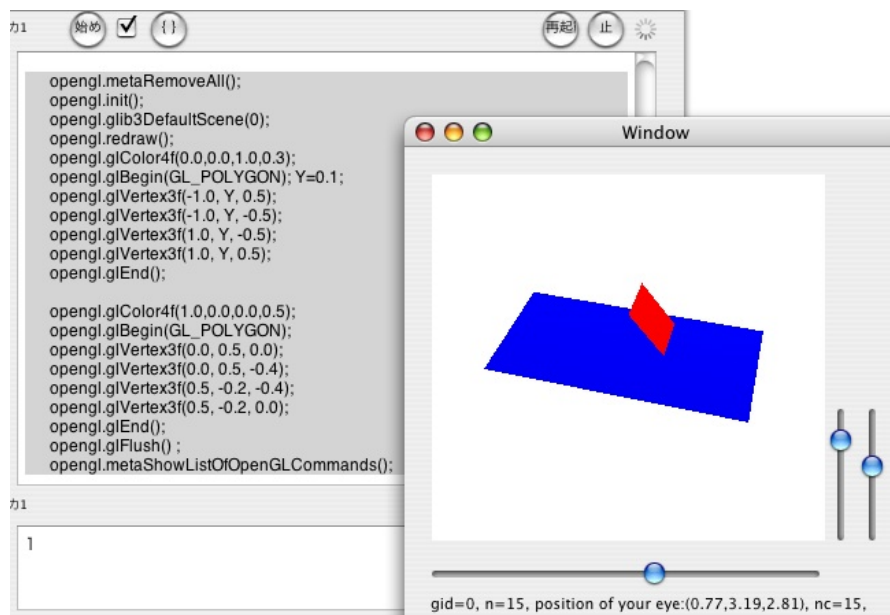 力1 始め { } 再起 止
opengl.metaRemoveAll();
opengl.init();
opengl.glib3DefaultScene(0);
opengl.redraw();
opengl.glColor4f(0.0,0.0,1.0,0.3);
opengl.glBegin(GL_POLYGON); Y=0.1;
opengl.glVertex3f(-1.0, Y, 0.5);
opengl.glVertex3f(-1.0, Y, -0.5);
opengl.glVertex3f(1.0, Y, -0.5);
opengl.glVertex3f(1.0, Y, 0.5);
opengl.glEnd();
opengl.glColor4f(1.0,0.0,0.0,0.5);
opengl.glBegin(GL_POLYGON);
opengl.glVertex3f(0.0, 0.5, 0.0);
opengl.glVertex3f(0.0, 0.5, -0.4);
opengl.glVertex3f(0.5, -0.2, -0.4);
opengl.glVertex3f(0.5, -0.2, 0.0);
opengl.glEnd();
opengl.glFlush() ;
opengl.metaShowListOfOpenGLCommands();
力1
1
Window
gid=0, n=15, position of your eye:(0.77,3.19,2.81), nc=15,